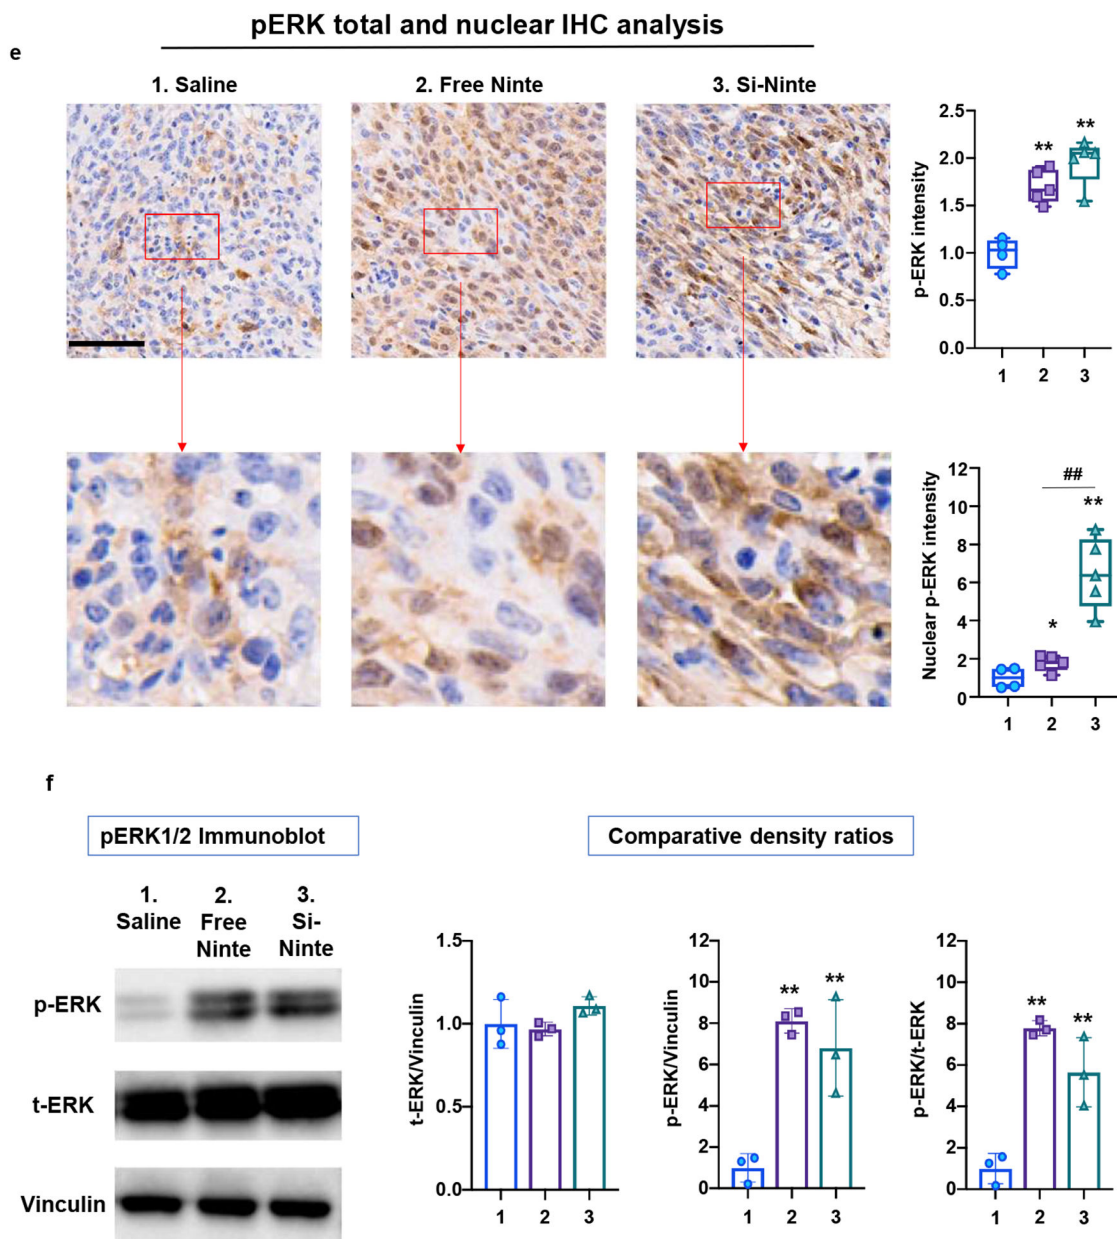 pERK total and nuclear IHC analysis
e
1. Saline
2. Free Ninte
3. Si-Ninte
p-ERK intensity
2.5
2.0
1.5
1.0
0.5
0.0
**
**
1
2
3
Nuclear p-ERK intensity
12
10
8
6
4
2
0
##
**
*
1
2
3
f
pERK1/2 Immunoblot
Comparative density ratios
1.
Saline
2.
Free
Ninte
3.
Si-
Ninte
p-ERK
t-ERK
Vinculin
t-ERK/Vinculin
1.5
1.0
0.5
0.0
1
2
3
p-ERK/Vinculin
12
10
8
6
4
2
0
**
**
1
2
3
p-ERK/t-ERK
12
10
8
6
4
2
0
**
**
1
2
3